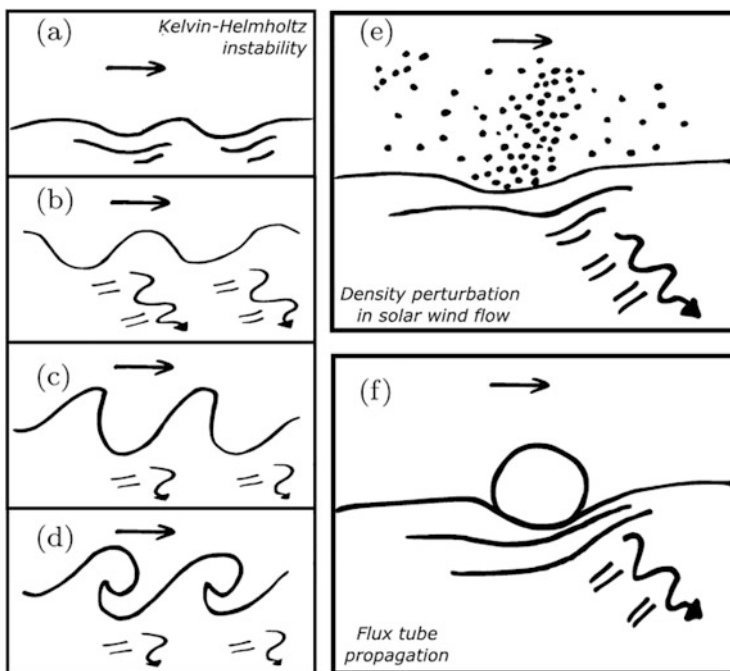 (a)
Kelvin-Helmholtz
instability
(b)
(c)
(d)
(e)
Density perturbation
in solar wind flow
(f)
Flux tube
propagation